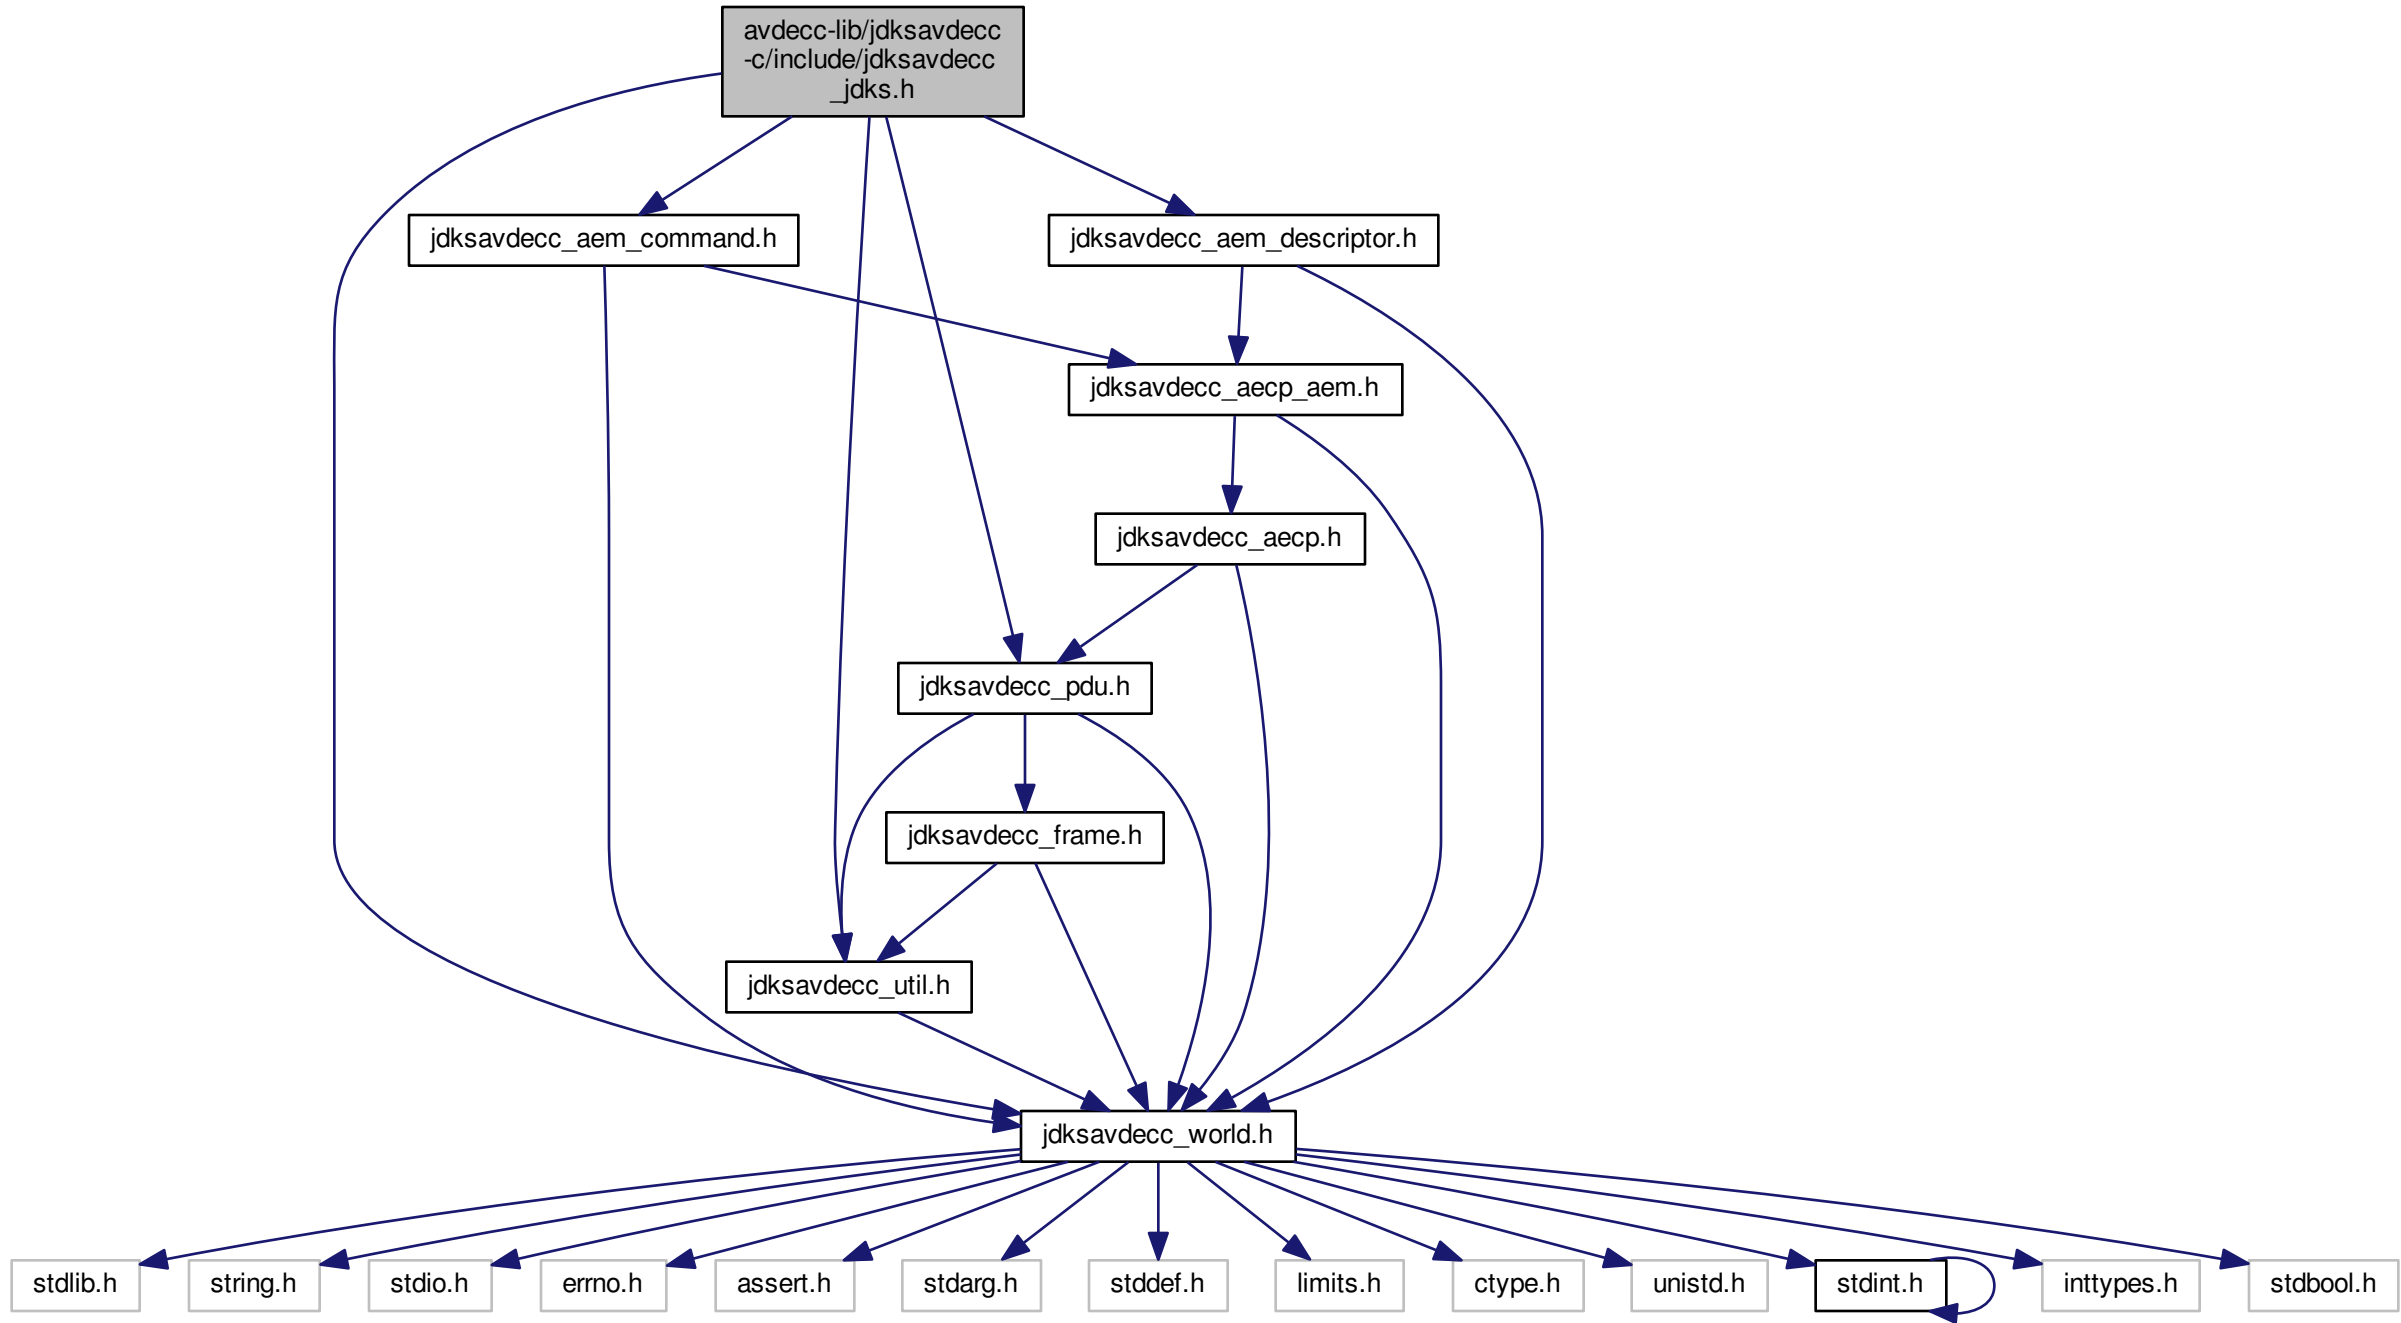 avdecc-lib/jdksavdecc
-c/include/jdksavdecc
_jdks.h
jdksavdecc_aem_command.h
jdksavdecc_aem_descriptor.h
jdksavdecc_aecp_aem.h
jdksavdecc_aecp.h
jdksavdecc_pdu.h
jdksavdecc_frame.h
jdksavdecc_util.h
jdksavdecc_world.h
stdlib.h
string.h
stdio.h
errno.h
assert.h
stdarg.h
stddef.h
limits.h
ctype.h
unistd.h
stdint.h
inttypes.h
stdbool.h